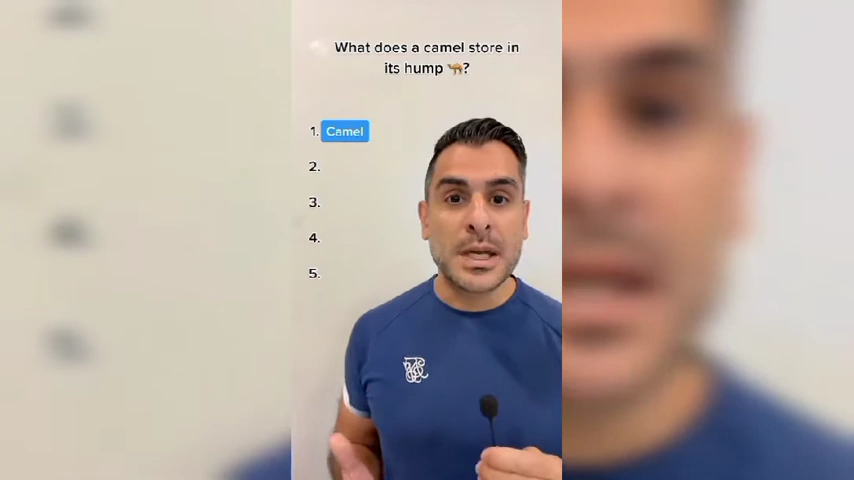 What does a camel store in
its hump 🐪?
1. Camel
2.
3.
4.
5.